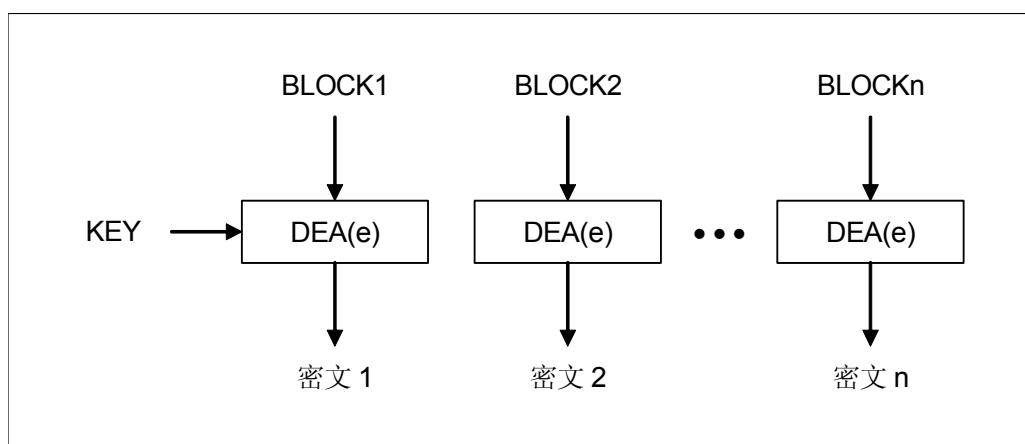 BLOCK1 BLOCK2 BLOCKn
KEY DEA(e) DEA(e) ••• DEA(e)
密文 1 密文 2 密文 n